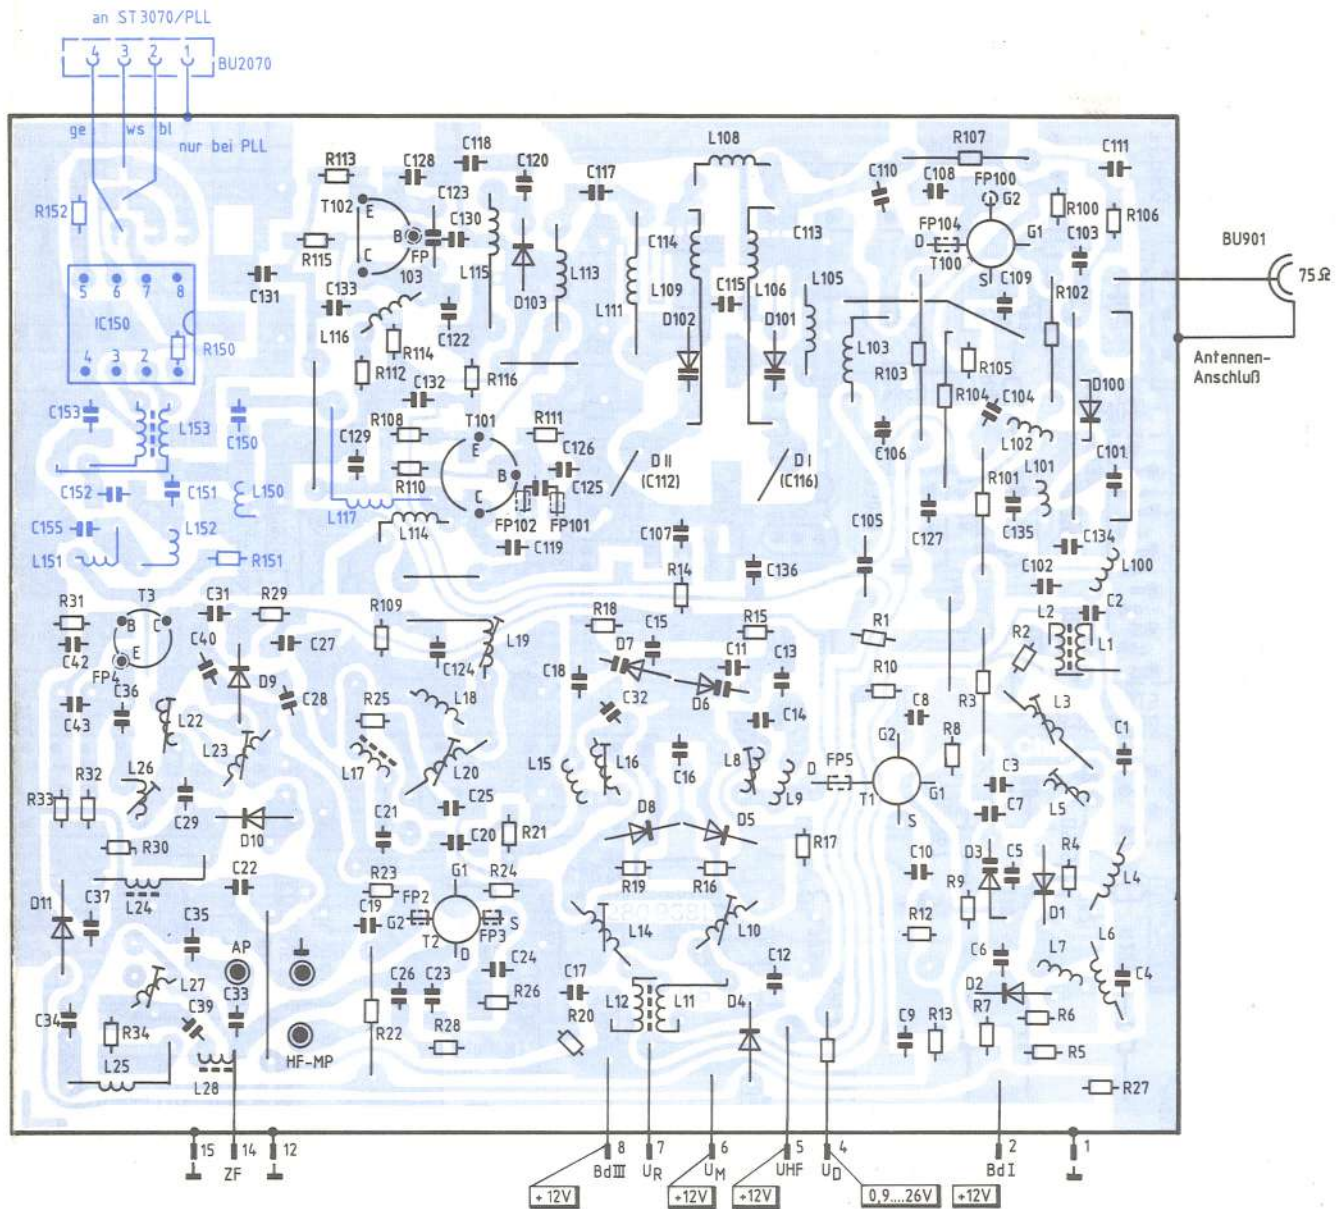 an ST3070/PLL
4 3 2 1
BU2070
ge ws bl
nur bei PLL
L108
R107
C111
C118
R113
C128
C120
C117
C110
C108
FP100
G2
R152
T102
E
C123
C130
B
FP
103
C
R115
C114
C113
FP104
D
G1
T100
S
R100
R106
C103
BU901
75Ω
L115
L113
L111
L109
C115
L106
L105
C109
R102
5 6 7 8
IC150
4 3 2
R150
C131
C133
L116
D103
C122
D102
D101
R114
R112
C132
R116
L103
R103
R105
R104
Antennen-
Anschluß
D100
C153
L153
C150
R108
T101
E
R111
C104
L102
C129
R110
B
C126
C125
C
D II
(C112)
D I
(C116)
C106
R101
L101
C101
C152
C151
L150
L117
FP102
FP101
C155
L152
L114
C119
C107
C105
C127
C135
C134
L151
R151
R14
C136
C102
L100
R31
T3
B
C
E
C31
R29
R109
R18
D7
C15
R15
R1
L2
C2
C42
FP4
C40
C27
C124
L19
C11
C13
R2
L1
C36
D9
C28
C18
R10
C43
L22
R25
L18
C32
D6
C14
C8
R3
L3
L23
L17
L20
L15
L16
C16
L8
L9
D
FP5
G2
R8
C1
L26
T1
G1
S
C3
L5
R33
R32
C29
D10
C21
C25
C20
R21
D8
D5
R17
C7
R30
C22
R23
G1
R24
R19
R16
C10
D3
C5
R4
D11
C37
L24
C35
C19
FP2
G2
S
T2
FP3
D
L14
L10
R9
R12
D1
L4
AP
C24
C12
C6
L7
L6
L27
C39
C33
C26
C23
R26
C17
L12
L11
D4
D2
C4
C34
R34
R22
R28
R20
C9
R13
R7
R6
HF-MP
R5
L25
L28
R27
15 14 12 8 7 6 5 4 2 1
ZF
BdIII
UR
UM
UHF
UD
BdI
+12V
+12V
+12V
0,9....26V
+12V